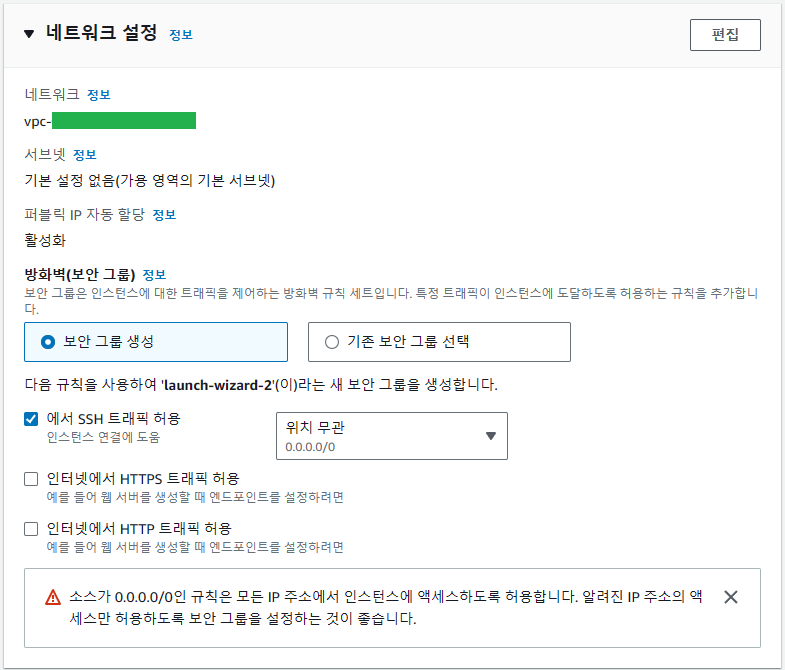 네트워크 설정 정보
편집
네트워크 정보
vpc-
서브넷 정보
기본 설정 없음(가용 영역의 기본 서브넷)
퍼블릭 IP 자동 할당 정보
활성화
방화벽(보안 그룹) 정보
보안 그룹은 인스턴스에 대한 트래픽을 제어하는 방화벽 규칙 세트입니다. 특정 트래픽이 인스턴스에 도달하도록 허용하는 규칙을 추가합니
다.
보안 그룹 생성
기존 보안 그룹 선택
다음 규칙을 사용하여 'launch-wizard-2'(이)라는 새 보안 그룹을 생성합니다.
에서 SSH 트래픽 허용
인스턴스 연결에 도움
위치 무관
0.0.0.0/0
인터넷에서 HTTPS 트래픽 허용
예를 들어 웹 서버를 생성할 때 엔드포인트를 설정하려면
인터넷에서 HTTP 트래픽 허용
예를 들어 웹 서버를 생성할 때 엔드포인트를 설정하려면
소스가 0.0.0.0/0인 규칙은 모든 IP 주소에서 인스턴스에 액세스하도록 허용합니다. 알려진 IP 주소의 액
세스만 허용하도록 보안 그룹을 설정하는 것이 좋습니다.